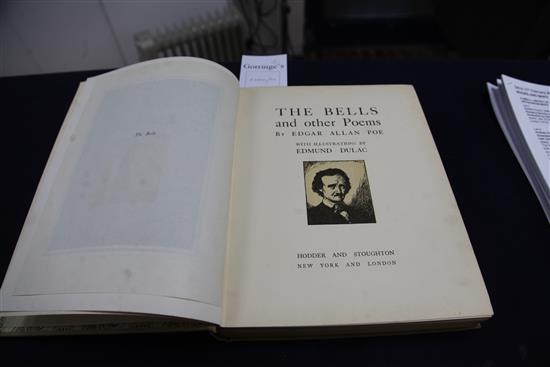 Gorringe's
The Bells
THE BELLS
and other Poems
BY EDGAR ALLAN POE
WITH ILLUSTRATIONS BY
EDMUND DULAC
HODDER AND STOUGHTON
NEW YORK AND LONDON